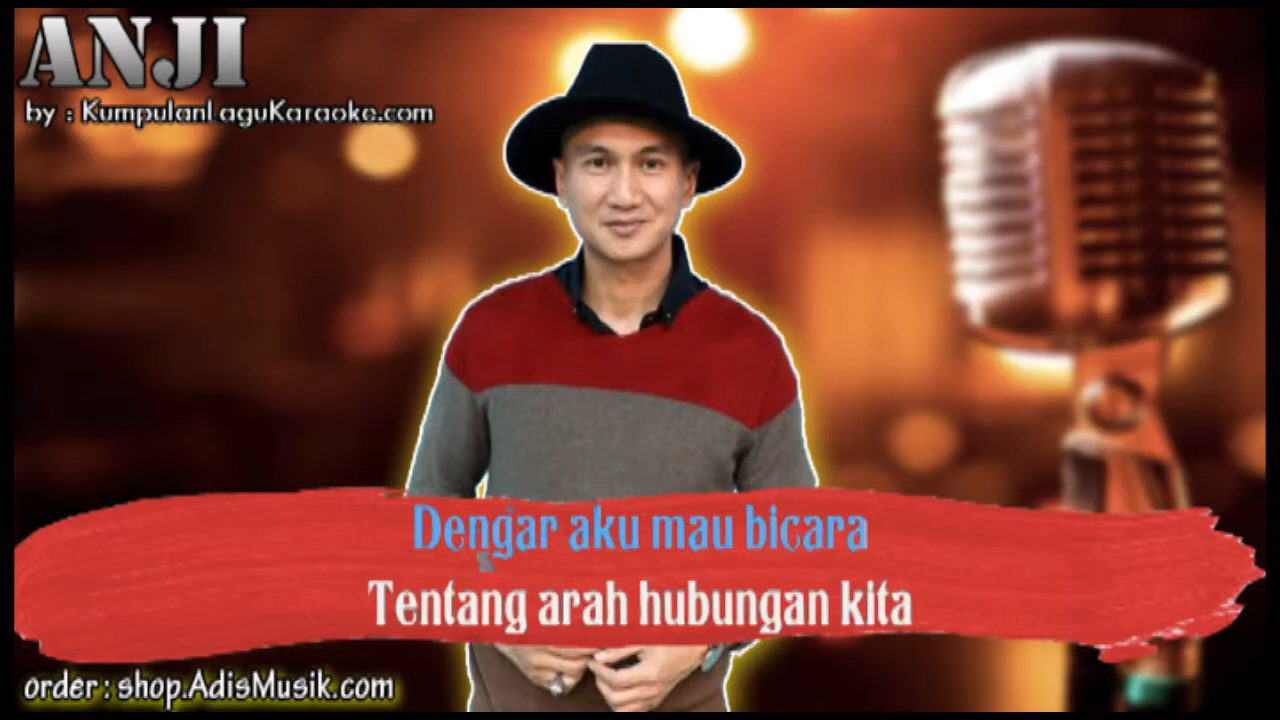 ANJI
by : KumpulanLaguKaraoke.com
Dengar aku mau bicara
Tentang arah hubungan kita
order : shop.AdisMusik.com